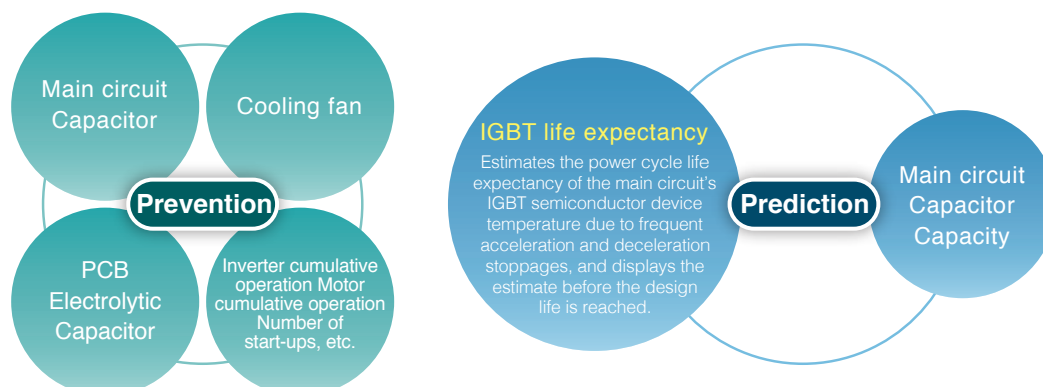 Main circuit
Capacitor
Cooling fan
Prevention
PCB
Electrolytic
Capacitor
Inverter cumulative
operation Motor
cumulative operation
Number of
start-ups, etc.
IGBT life expectancy
Estimates the power cycle life
expectancy of the main circuit’s
IGBT semiconductor device
temperature due to frequent
acceleration and deceleration
stoppages, and displays the
estimate before the design
life is reached.
Prediction
Main circuit
Capacitor
Capacity